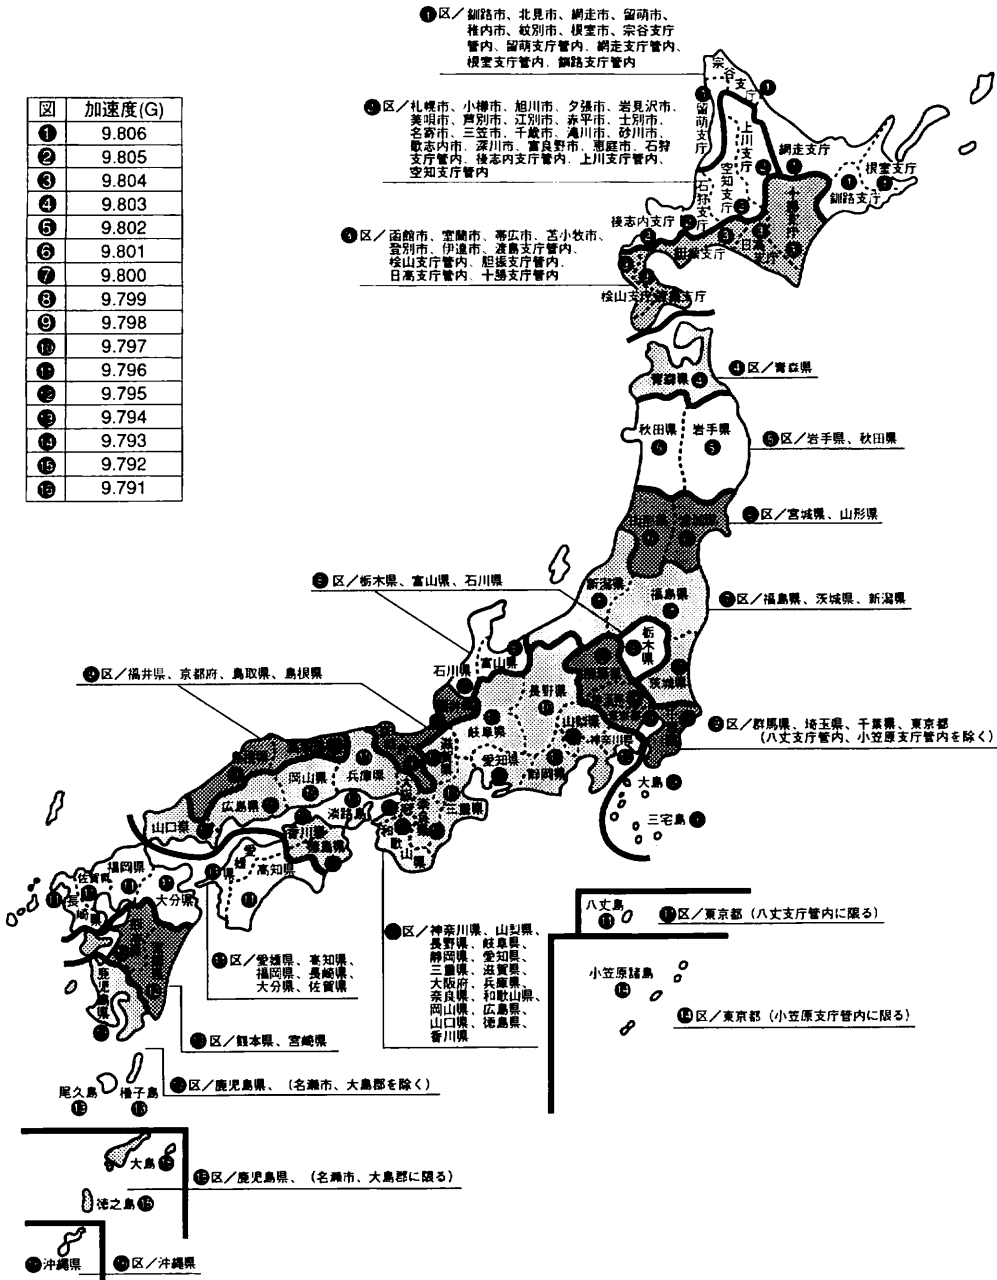 ❶区／釧路市、北見市、網走市、留萌市、
稚内市、紋別市、根室市、宗谷支庁
管内、留萌支庁管内、網走支庁管内、
根室支庁管内、釧路支庁管内
図 加速度(G)
❶ 9.806
❷ 9.805
❸ 9.804
❹ 9.803
❺ 9.802
❻ 9.801
❼ 9.800
❽ 9.799
❾ 9.798
❿ 9.797
⓫ 9.796
⓬ 9.795
⓭ 9.794
⓮ 9.793
⓯ 9.792
⓰ 9.791
区／札幌市、小樽市、旭川市、夕張市、岩見沢市、
美唄市、芦別市、江別市、赤平市、士別市、
名寄市、三笠市、千歳市、滝川市、砂川市、
歌志内市、深川市、富良野市、恵庭市、石狩
支庁管内、後志内支庁管内、上川支庁管内、
空知支庁管内
❸区／函館市、室蘭市、帯広市、苫小牧市、
登別市、伊達市、渡島支庁管内、
桧山支庁管内、胆振支庁管内、
日高支庁管内、十勝支庁管内
宗谷支庁
留萌支庁
上川支庁
網走支庁
根室支庁
釧路支庁
空知支庁
石狩支庁
十勝支庁
後志内支庁
日高支庁
胆振支庁
桧山支庁
❹区／青森県
青森県❹
秋田県
岩手県
❺区／岩手県、秋田県
区／宮城県、山形県
山形県
区／栃木県、富山県、石川県
新潟県
福島県
❼区／福島県、茨城県、新潟県
栃木県
茨城県
富山県
石川県
❾区／福井県、京都府、鳥取県、島根県
長野県
岐阜県
山梨県
神奈川県
区／群馬県、埼玉県、千葉県、東京都
(八丈支庁管内、小笠原支庁管内を除く)
滋賀県
愛知県
静岡県
兵庫県
岡山県
広島県
大阪府
奈良県
三重県
大島
三宅島
山口県
淡路島
香川県
徳島県
和歌山県
愛媛県
高知県
福岡県
佐賀県
大分県
長崎県
鹿児島県
区／愛媛県、高知県、
福岡県、長崎県、
大分県、佐賀県
区／神奈川県、山梨県、
長野県、岐阜県、
静岡県、愛知県、
三重県、滋賀県、
大阪府、兵庫県、
奈良県、和歌山県、
岡山県、広島県、
山口県、徳島県、
香川県
八丈島
区／東京都（八丈支庁管内に限る）
小笠原諸島
⓮
⓮区／東京都（小笠原支庁管内に限る）
区／熊本県、宮崎県
区／鹿児島県、（名瀬市、大島郡を除く）
尾久島
種子島
大島
区／鹿児島県、（名瀬市、大島郡に限る）
徳之島
沖縄県
区／沖縄県